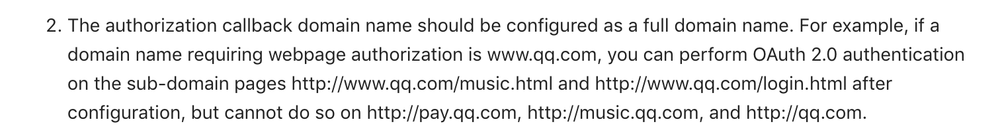 2. The authorization callback domain name should be configured as a full domain name. For example, if a
domain name requiring webpage authorization is www.qq.com, you can perform OAuth 2.0 authentication
on the sub-domain pages http://www.qq.com/music.html and http://www.qq.com/login.html after
configuration, but cannot do so on http://pay.qq.com, http://music.qq.com, and http://qq.com.